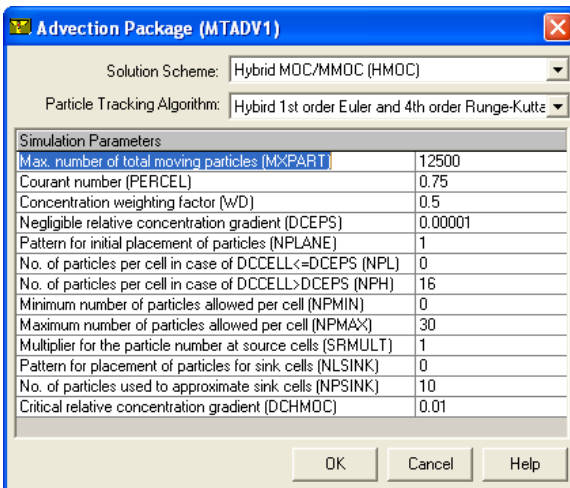 Advection Package (MTADV1)
Solution Scheme: Hybrid MOC/MMOC (HMOC)
Particle Tracking Algorithm: Hybird 1st order Euler and 4th order Runge-Kutta
Simulation Parameters
Max. number of total moving particles (MXPART) 12500
Courant number (PERCEL) 0.75
Concentration weighting factor (WD) 0.5
Negligible relative concentration gradient (DCEPS) 0.00001
Pattern for initial placement of particles (NPLANE) 1
No. of particles per cell in case of DCCELL<=DCEPS (NPL) 0
No. of particles per cell in case of DCCELL>DCEPS (NPH) 16
Minimum number of particles allowed per cell (NPMIN) 0
Maximum number of particles allowed per cell (NPMAX) 30
Multiplier for the particle number at source cells (SRMULT) 1
Pattern for placement of particles for sink cells (NLSINK) 0
No. of particles used to approximate sink cells (NPSINK) 10
Critical relative concentration gradient (DCHMOC) 0.01
OK Cancel Help